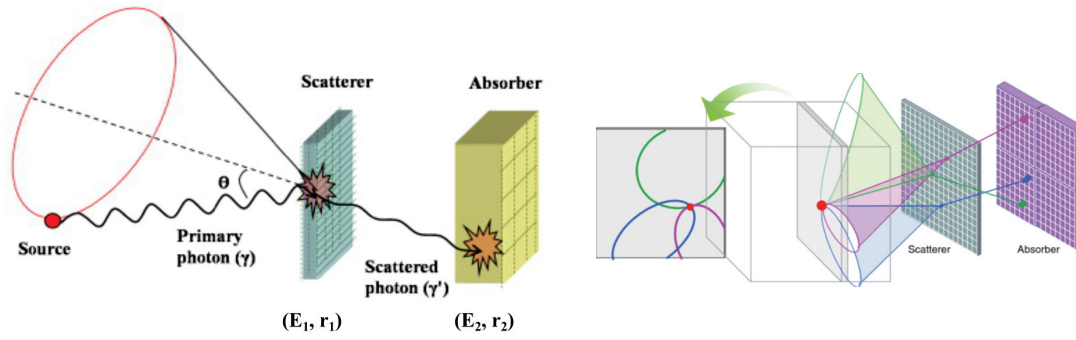 Scatterer
Absorber
θ
Source
Primary
photon (γ)
Scattered
photon (γ')
(E₁, r₁)
(E₂, r₂)
Scatterer
Absorber